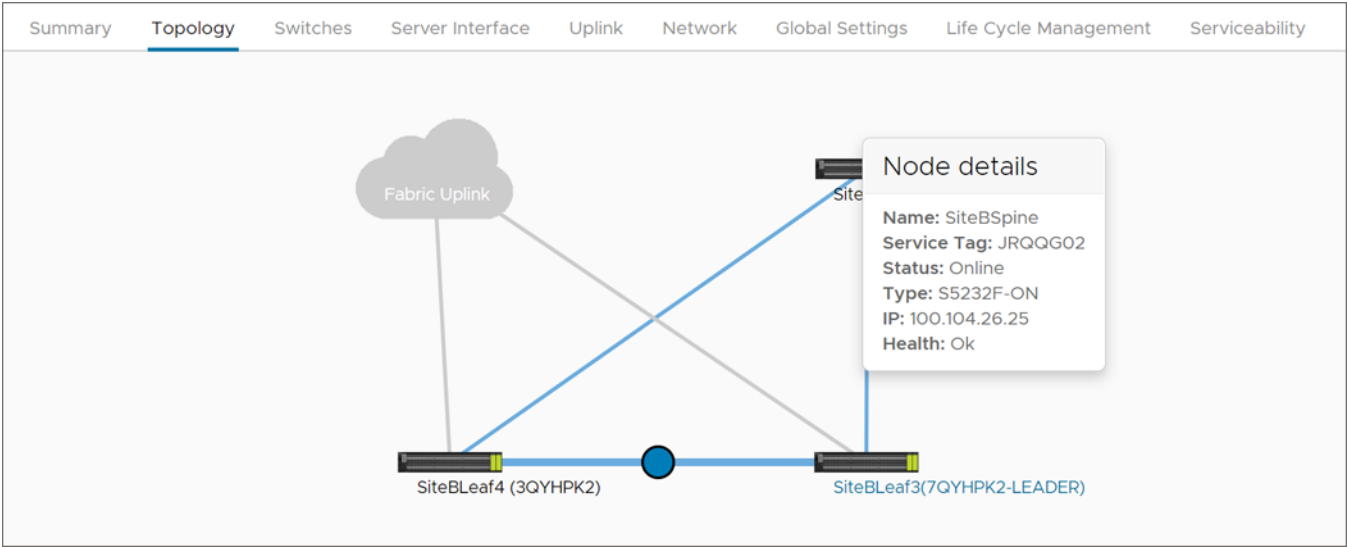 Summary Topology Switches Server Interface Uplink Network Global Settings Life Cycle Management Serviceability
Fabric Uplink
Site
Node details
Name: SiteBSpine
Service Tag: JRQQG02
Status: Online
Type: S5232F-ON
IP: 100.104.26.25
Health: Ok
SiteBLeaf4 (3QYHPK2)
SiteBLeaf3(7QYHPK2-LEADER)